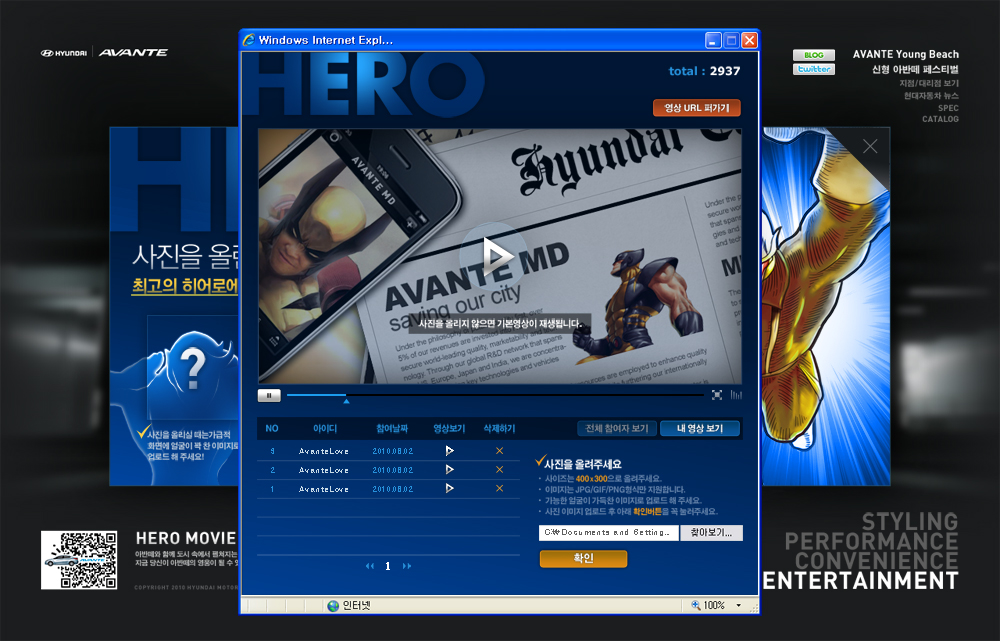 HYUNDAI AVANTE
BLOG
twitter
AVANTE Young Beach
신형 아반떼 페스티벌
지점/대리점 보기
현대자동차 뉴스
SPEC
CATALOG
HI
사진을 올
최고의 히어로에
?
사진을 올리실 때는가급적
화면에 얼굴이 꽉 찬 이미지로
업로드 해 주세요!
HERO MOVIE
아반떼와 함께 도시 속에서 펼쳐지는
지금 당신이 아반떼의 영웅이 될 수 있
COPYRIGHT 2010 HYUNDAI MOTOR
Windows Internet Expl...
HERO
total : 2937
영상 URL 퍼가기
AVANTE MD
Hyundai
AVANTE MD
saving our city
사진을 올리지 않으면 기본영상이 재생됩니다.
NO 아이디 참여날짜 영상보기 삭제하기
전체 참여자 보기 내 영상 보기
3 AvanteLove 2010.08.02
2 AvanteLove 2010.08.02
1 AvanteLove 2010.08.02
1
사진을 올려주세요
· 사이즈는 400x300으로 올려주세요.
· 이미지는 JPG/GIF/PNG형식만 지원합니다.
· 가능한 얼굴이 가득한 이미지로 업로드 해 주세요.
· 사진 이미지 업로드 후 아래 확인버튼을 꼭 눌러주세요.
C:₩Documents and Setting.. 찾아보기...
확인
인터넷
100%
STYLING
PERFORMANCE
CONVENIENCE
ENTERTAINMENT